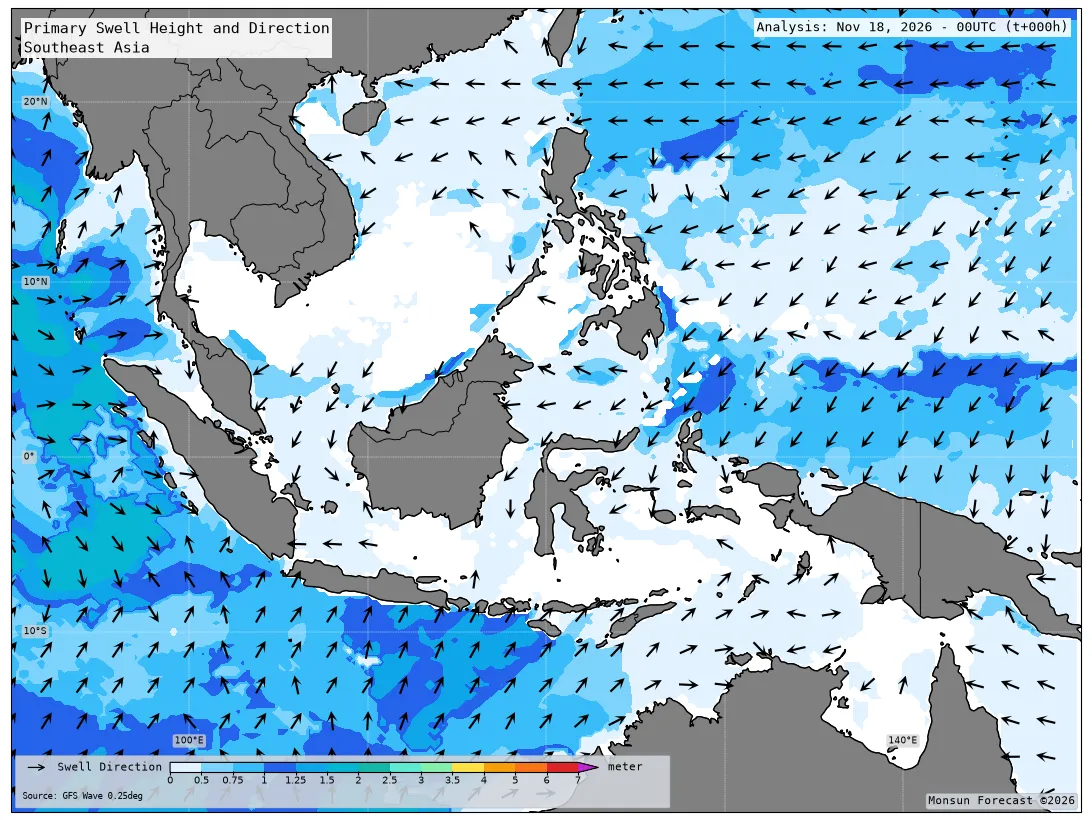 Primary Swell Height and Direction
Southeast Asia
Analysis: Nov 18, 2026 - 00UTC (t+000h)
20°N
10°N
0°
10°S
100°E
140°E
Swell Direction
0 0.5 0.75 1 1.25 1.5 2 2.5 3 3.5 4 5 6 7
meter
Source: GFS Wave 0.25deg
Monsun Forecast ©2026